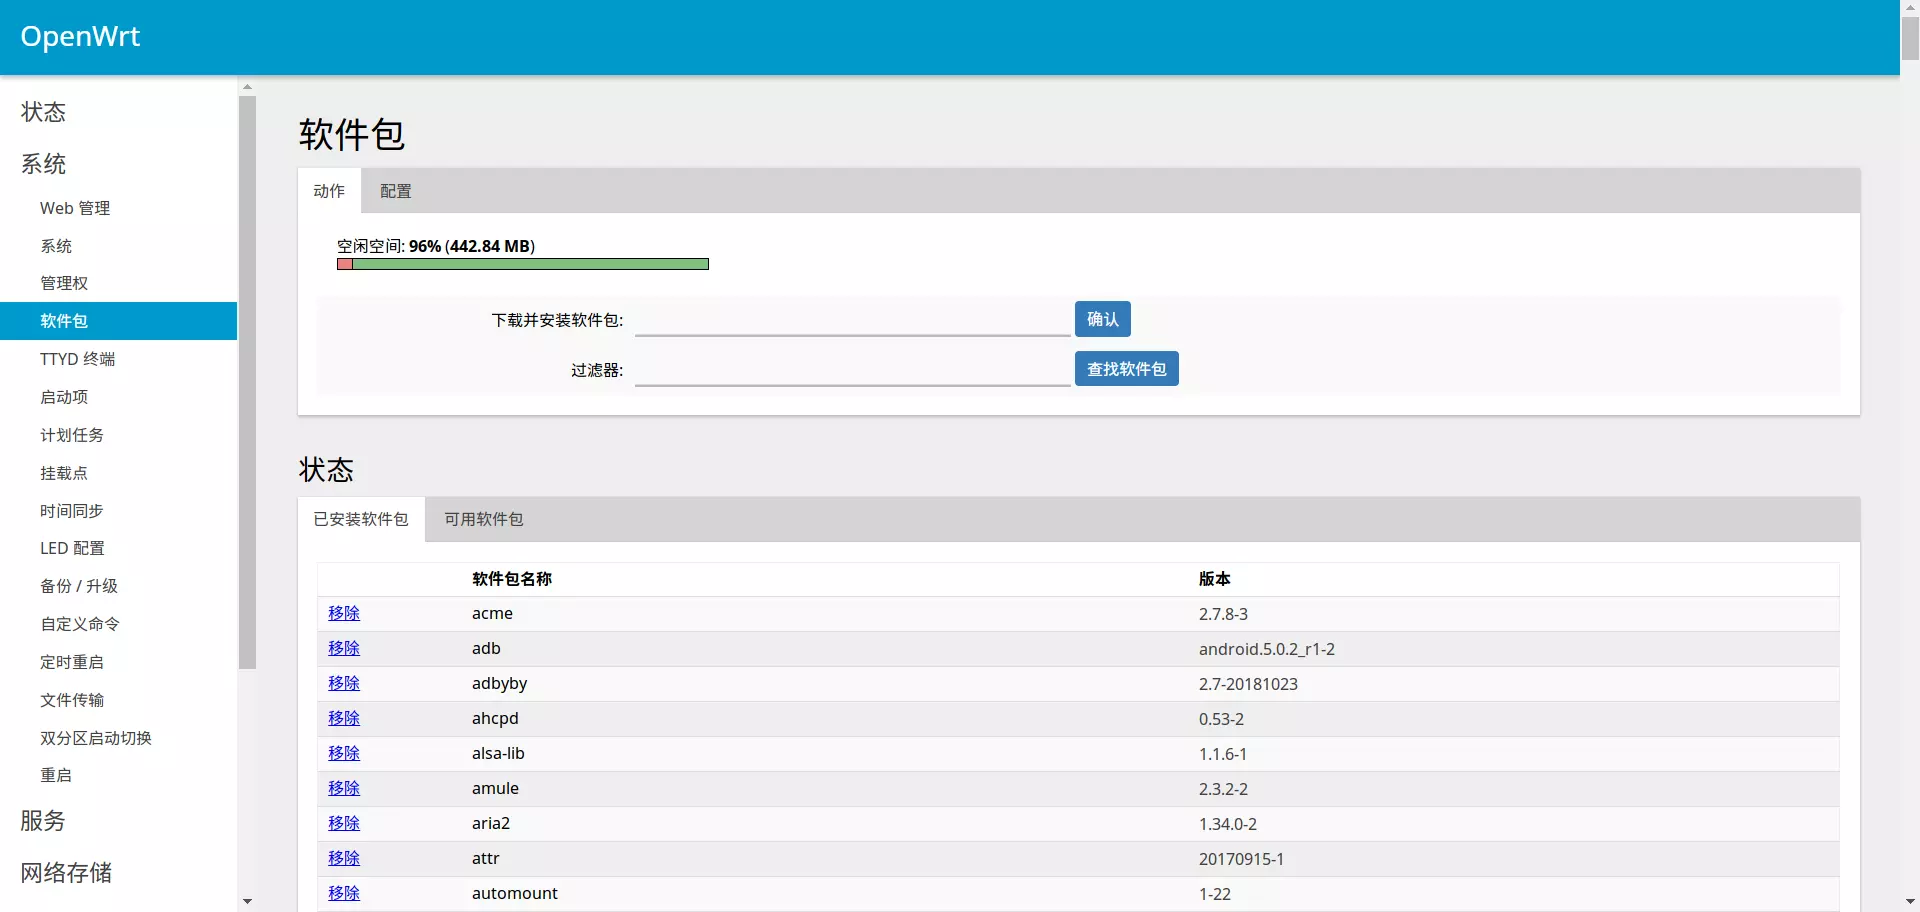 OpenWrt
状态
系统
Web 管理
系统
管理权
软件包
TTYD 终端
启动项
计划任务
挂载点
时间同步
LED 配置
备份 / 升级
自定义命令
定时重启
文件传输
双分区启动切换
重启
服务
网络存储
软件包
动作 配置
空闲空间: 96% (442.84 MB)
下载并安装软件包: 确认
过滤器: 查找软件包
状态
已安装软件包 可用软件包
软件包名称 版本
移除 acme 2.7.8-3
移除 adb android.5.0.2_r1-2
移除 adbyby 2.7-20181023
移除 ahcpd 0.53-2
移除 alsa-lib 1.1.6-1
移除 amule 2.3.2-2
移除 aria2 1.34.0-2
移除 attr 20170915-1
移除 automount 1-22